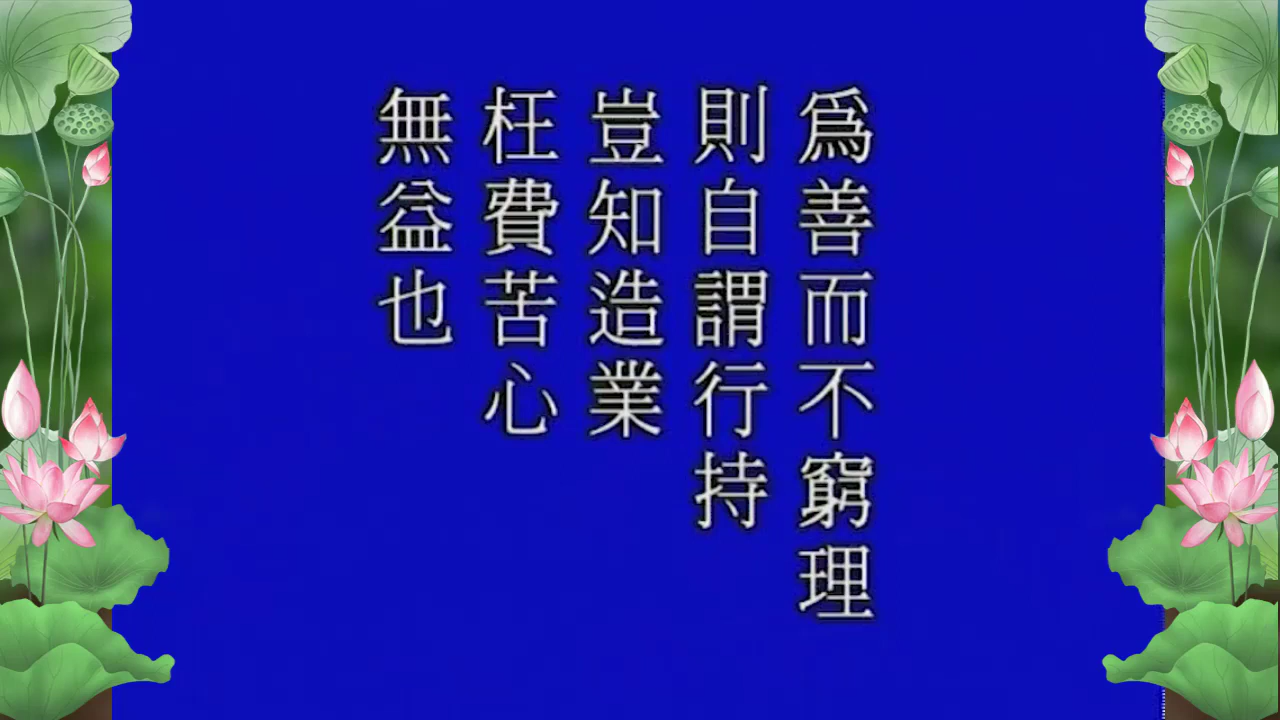 爲善而不窮理
則自謂行持
豈知造業
枉費苦心
無益也